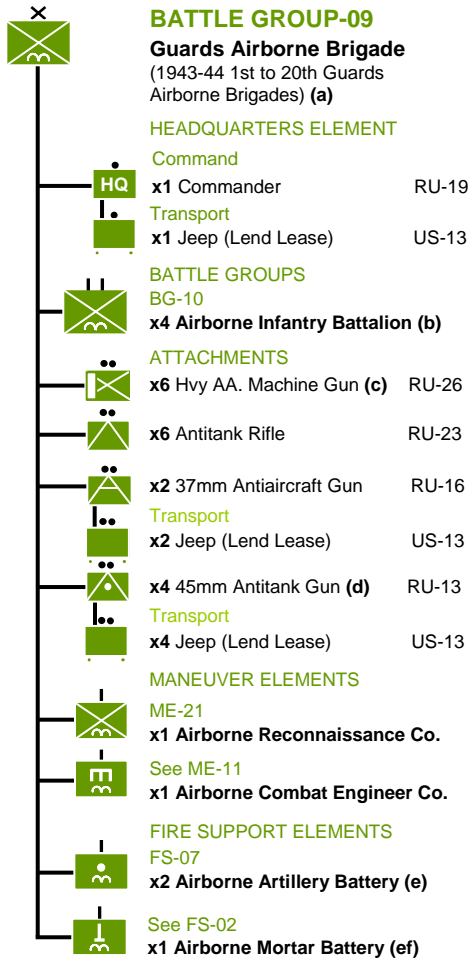 BATTLE GROUP-09
Guards Airborne Brigade
(1943-44 1st to 20th Guards
Airborne Brigades) (a)
HEADQUARTERS ELEMENT
Command
HQ x1 Commander RU-19
Transport
x1 Jeep (Lend Lease) US-13
BATTLE GROUPS
BG-10
x4 Airborne Infantry Battalion (b)
ATTACHMENTS
x6 Hvy AA. Machine Gun (c) RU-26
x6 Antitank Rifle RU-23
x2 37mm Antiaircraft Gun RU-16
Transport
x2 Jeep (Lend Lease) US-13
x4 45mm Antitank Gun (d) RU-13
Transport
x4 Jeep (Lend Lease) US-13
MANEUVER ELEMENTS
ME-21
x1 Airborne Reconnaissance Co.
See ME-11
x1 Airborne Combat Engineer Co.
FIRE SUPPORT ELEMENTS
FS-07
x2 Airborne Artillery Battery (e)
See FS-02
x1 Airborne Mortar Battery (ef)